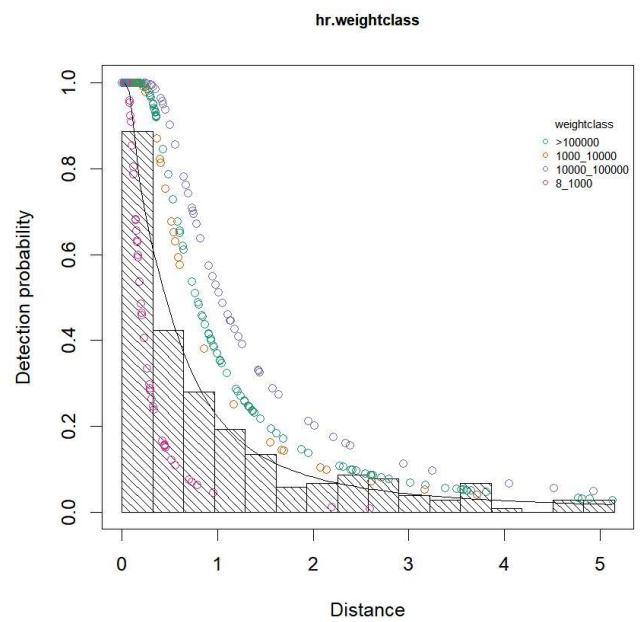 hr.weightclass
1.0
0.8
0.6
0.4
0.2
0.0
Detection probability
weightclass
>100000
1000_10000
10000_100000
8_1000
0 1 2 3 4 5
Distance